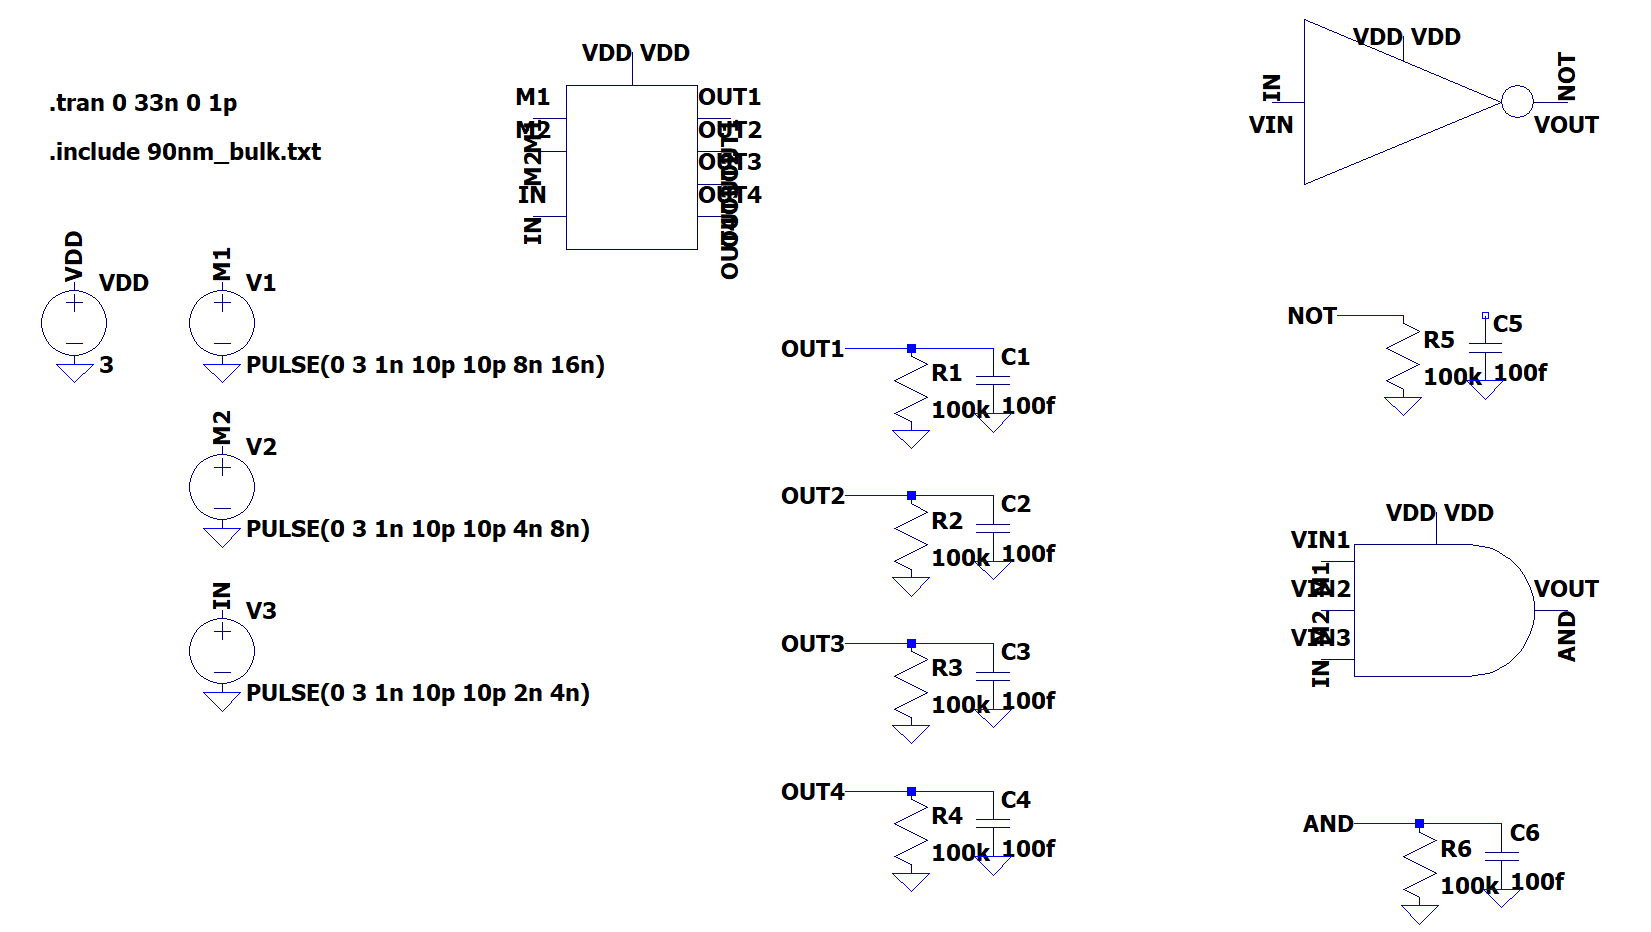 .tran 0 33n 0 1p
.include 90nm_bulk.txt
VDD
VDD
3
M1
V1
PULSE(0 3 1n 10p 10p 8n 16n)
M2
V2
PULSE(0 3 1n 10p 10p 4n 8n)
IN
V3
PULSE(0 3 1n 10p 10p 2n 4n)
VDD VDD
M1
M2
IN
M1
M2
IN
OUT1
OUT2
OUT3
OUT4
OUT1
R1
100k
C1
100f
OUT2
R2
100k
C2
100f
OUT3
R3
100k
C3
100f
OUT4
R4
100k
C4
100f
VDD VDD
IN
VIN
NOT
VOUT
NOT
R5
100k
C5
100f
VDD VDD
VIN1
M1
VIN2
M2
VIN3
IN
VOUT
AND
AND
R6
100k
C6
100f